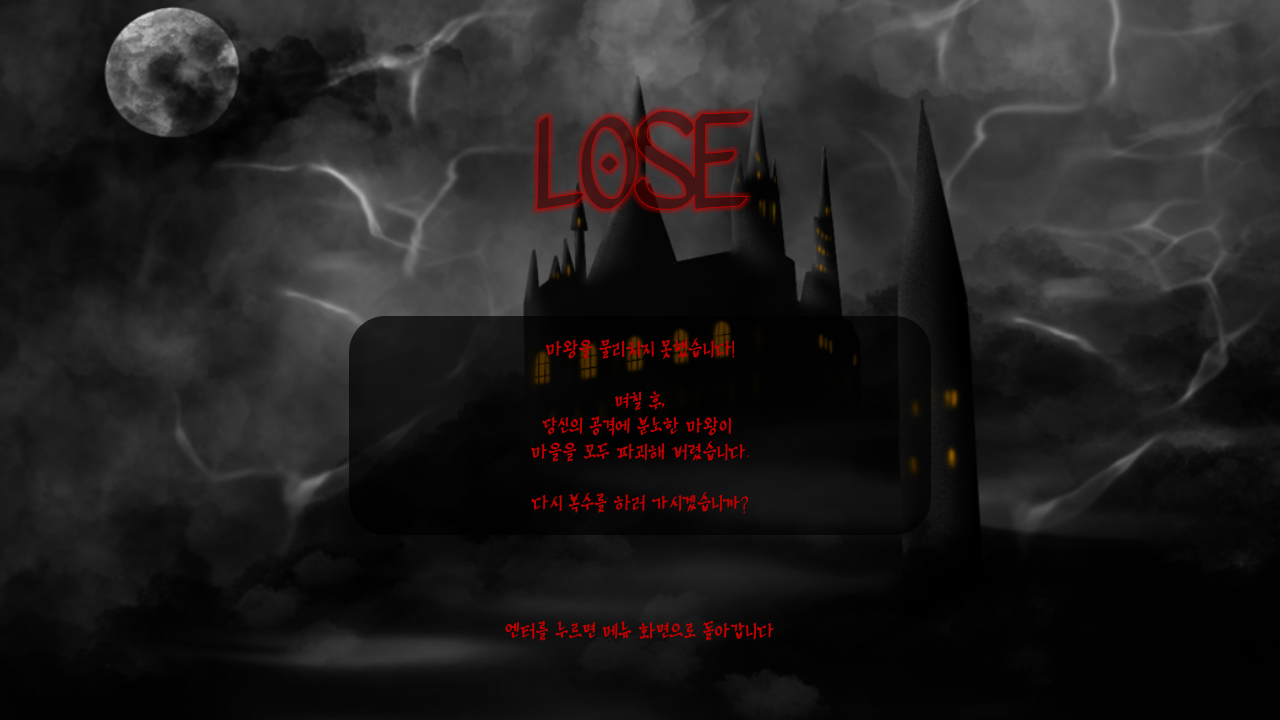 LOSE
마왕을 물리치지 못했습니다!
며칠 후,
당신의 공격에 분노한 마왕이
마을을 모두 파괴해 버렸습니다.
다시 복수를 하러 가시겠습니까?
엔터를 누르면 메뉴 화면으로 돌아갑니다